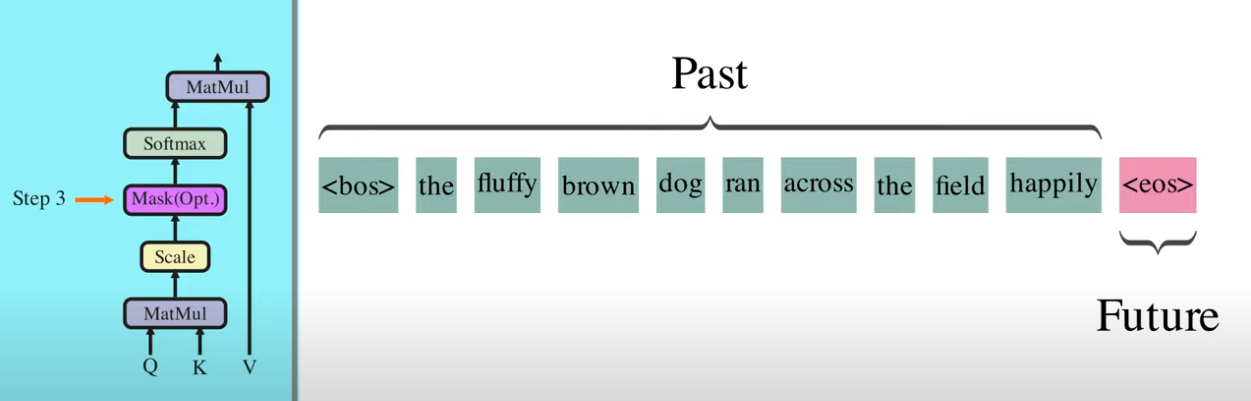 MatMul
Softmax
Step 3
Mask(Opt.)
Scale
MatMul
Q K V
Past
<bos> the fluffy brown dog ran across the field happily <eos>
Future